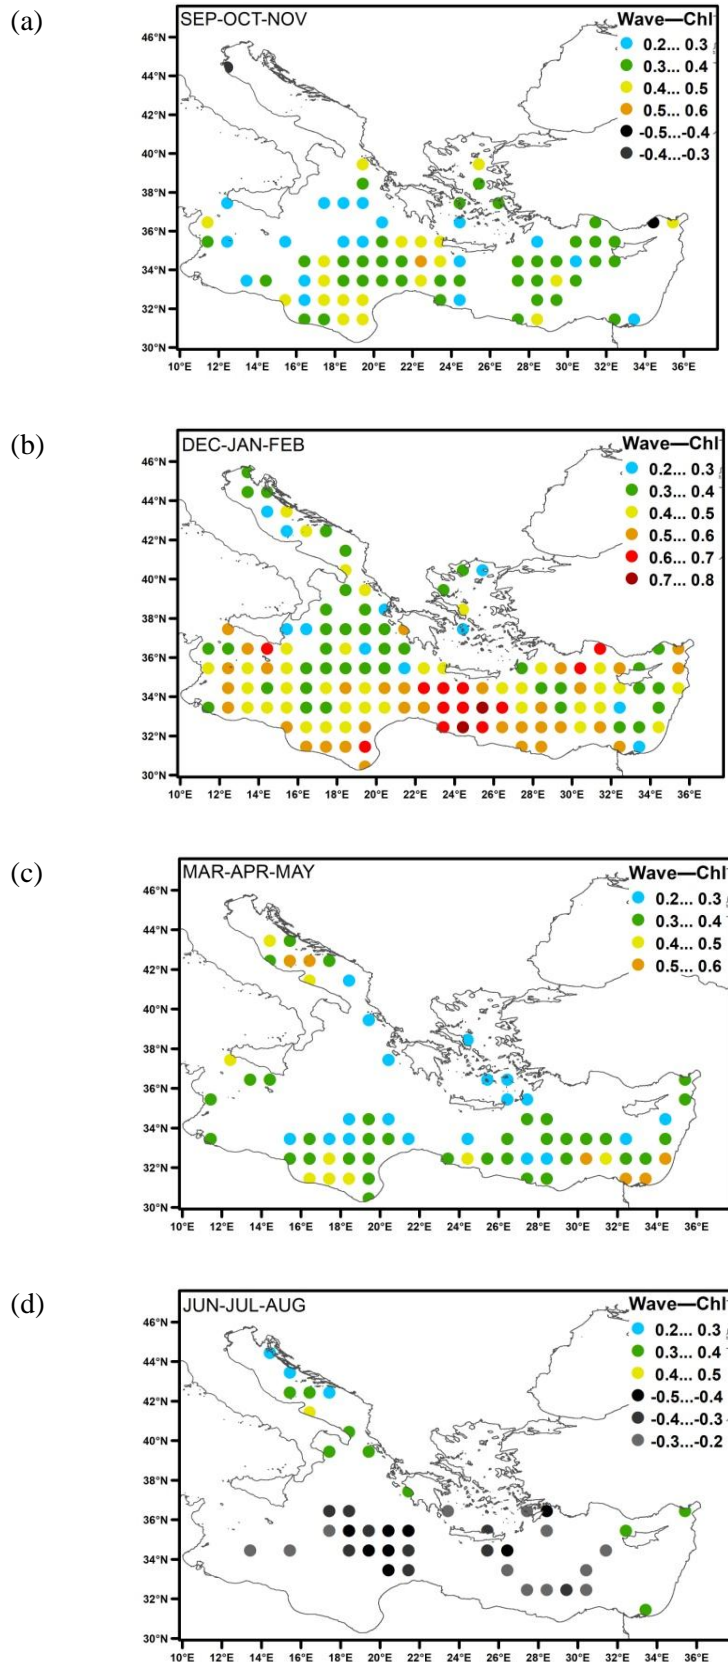 (a)
SEP-OCT-NOV
Wave—Chl
0.2... 0.3
0.3... 0.4
0.4... 0.5
0.5... 0.6
-0.5...-0.4
-0.4...-0.3
46°N
44°N
42°N
40°N
38°N
36°N
34°N
32°N
30°N
10°E 12°E 14°E 16°E 18°E 20°E 22°E 24°E 26°E 28°E 30°E 32°E 34°E 36°E
(b)
DEC-JAN-FEB
Wave—Chl
0.2... 0.3
0.3... 0.4
0.4... 0.5
0.5... 0.6
0.6... 0.7
0.7... 0.8
46°N
44°N
42°N
40°N
38°N
36°N
34°N
32°N
30°N
10°E 12°E 14°E 16°E 18°E 20°E 22°E 24°E 26°E 28°E 30°E 32°E 34°E 36°E
(c)
MAR-APR-MAY
Wave—Chl
0.2... 0.3
0.3... 0.4
0.4... 0.5
0.5... 0.6
46°N
44°N
42°N
40°N
38°N
36°N
34°N
32°N
30°N
10°E 12°E 14°E 16°E 18°E 20°E 22°E 24°E 26°E 28°E 30°E 32°E 34°E 36°E
(d)
JUN-JUL-AUG
Wave—Chl
0.2... 0.3
0.3... 0.4
0.4... 0.5
-0.5...-0.4
-0.4...-0.3
-0.3...-0.2
46°N
44°N
42°N
40°N
38°N
36°N
34°N
32°N
30°N
10°E 12°E 14°E 16°E 18°E 20°E 22°E 24°E 26°E 28°E 30°E 32°E 34°E 36°E